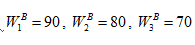 W₁ᴮ = 90, W₂ᴮ = 80, W₃ᴮ = 70